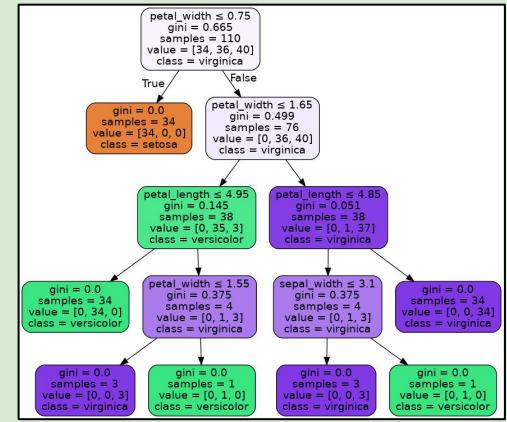 petal_width ≤ 0.75
gini = 0.665
samples = 110
value = [34, 36, 40]
class = virginica
True
False
gini = 0.0
samples = 34
value = [34, 0, 0]
class = setosa
petal_width ≤ 1.65
gini = 0.499
samples = 76
value = [0, 36, 40]
class = virginica
petal_length ≤ 4.95
gini = 0.145
samples = 38
value = [0, 35, 3]
class = versicolor
petal_length ≤ 4.85
gini = 0.051
samples = 38
value = [0, 1, 37]
class = virginica
gini = 0.0
samples = 34
value = [0, 34, 0]
class = versicolor
petal_width ≤ 1.55
gini = 0.375
samples = 4
value = [0, 1, 3]
class = virginica
sepal_width ≤ 3.1
gini = 0.375
samples = 4
value = [0, 1, 3]
class = virginica
gini = 0.0
samples = 34
value = [0, 0, 34]
class = virginica
gini = 0.0
samples = 3
value = [0, 0, 3]
class = virginica
gini = 0.0
samples = 1
value = [0, 1, 0]
class = versicolor
gini = 0.0
samples = 3
value = [0, 0, 3]
class = virginica
gini = 0.0
samples = 1
value = [0, 1, 0]
class = versicolor